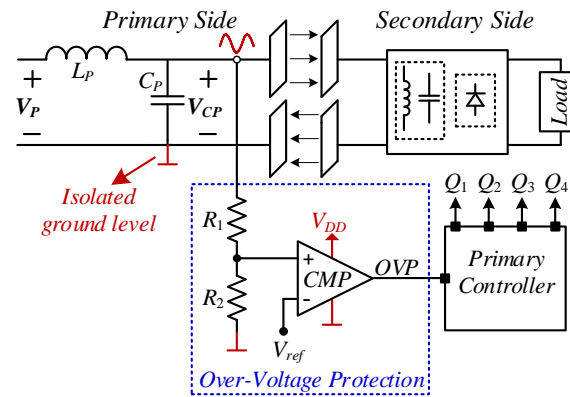 Primary Side
Secondary Side
+
L_P
C_P
+
V_P
V_CP
−
−
Load
Isolated
ground level
R_1
V_DD
Q_1 Q_2 Q_3 Q_4
+
CMP
OVP
−
R_2
Primary
Controller
V_ref
Over-Voltage Protection